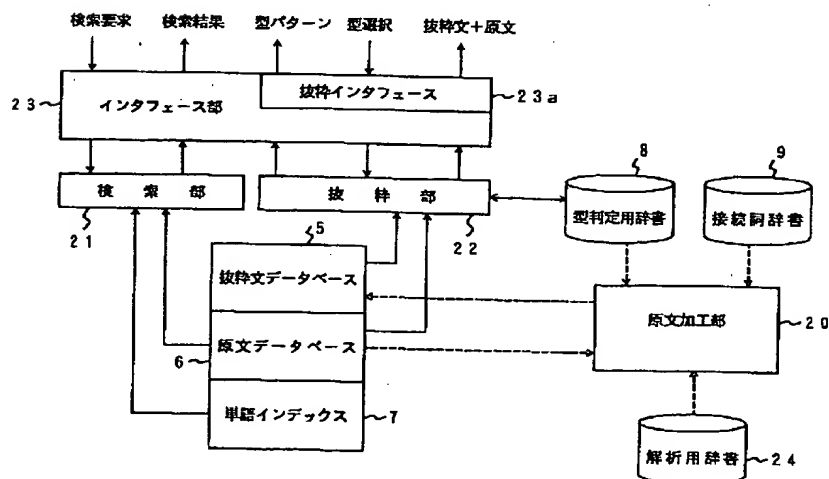 検索要求 検索結果 型パターン 型選択 抜粋文+原文
23 インタフェース部 抜粋インタフェース 23a
検索部 抜粋部 8 9
21 22 型判定用辞書 接続詞辞書
5
抜粋文データベース
原文加工部 20
6 原文データベース
単語インデックス 7
解析用辞書 24